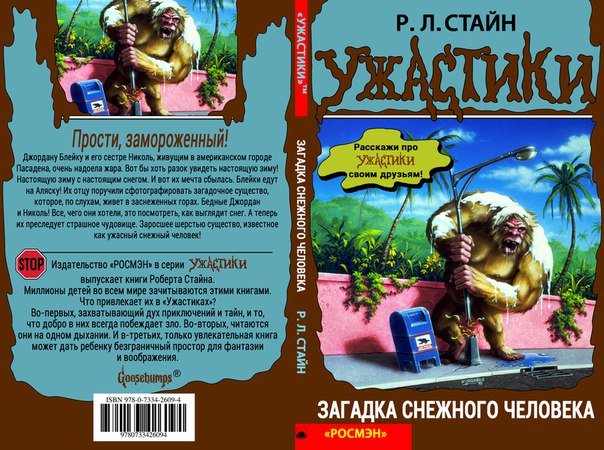 Прости, замороженный!
Джордану Блейку и его сестре Николь, живущим в американском городе
Пасадена, очень надоела жара. Вот бы хоть разок увидеть настоящую зиму!
Настоящую зиму с настоящим снегом. И вот их мечта сбылась. Блейки едут
на Аляску! Их отцу поручили сфотографировать загадочное существо,
которое, по слухам, живет в заснеженных горах. Бедные Джордан
и Николь! Все, чего они хотели, это посмотреть, как выглядит снег. А теперь
их преследует страшное чудовище. Заросшее шерстью существо, известное
как ужасный снежный человек!
STOP
Издательство «РОСМЭН» в серии УЖАСТИКИ
выпускает книги Роберта Стайна.
Миллионы детей во всем мире зачитываются этими книгами.
Что привлекает их в «Ужастиках»?
Во-первых, захватывающий дух приключений и тайн, и то,
что добро в них всегда побеждает зло. Во-вторых, читаются
они на одном дыхании. И в-третьих, только увлекательная книга
может дать ребенку безграничный простор для фантазии
и воображения.
Goosebumps®
ISBN 978-0-7334-2609-4
9780733426094
«УЖАСТИКИ»™
ЗАГАДКА СНЕЖНОГО ЧЕЛОВЕКА
Р. Л. СТАЙН
Р. Л. СТАЙН
УЖАСТИКИ
Расскажи про
УЖАСТИКИ
своим друзьям!
ЗАГАДКА СНЕЖНОГО ЧЕЛОВЕКА
«РОСМЭН»